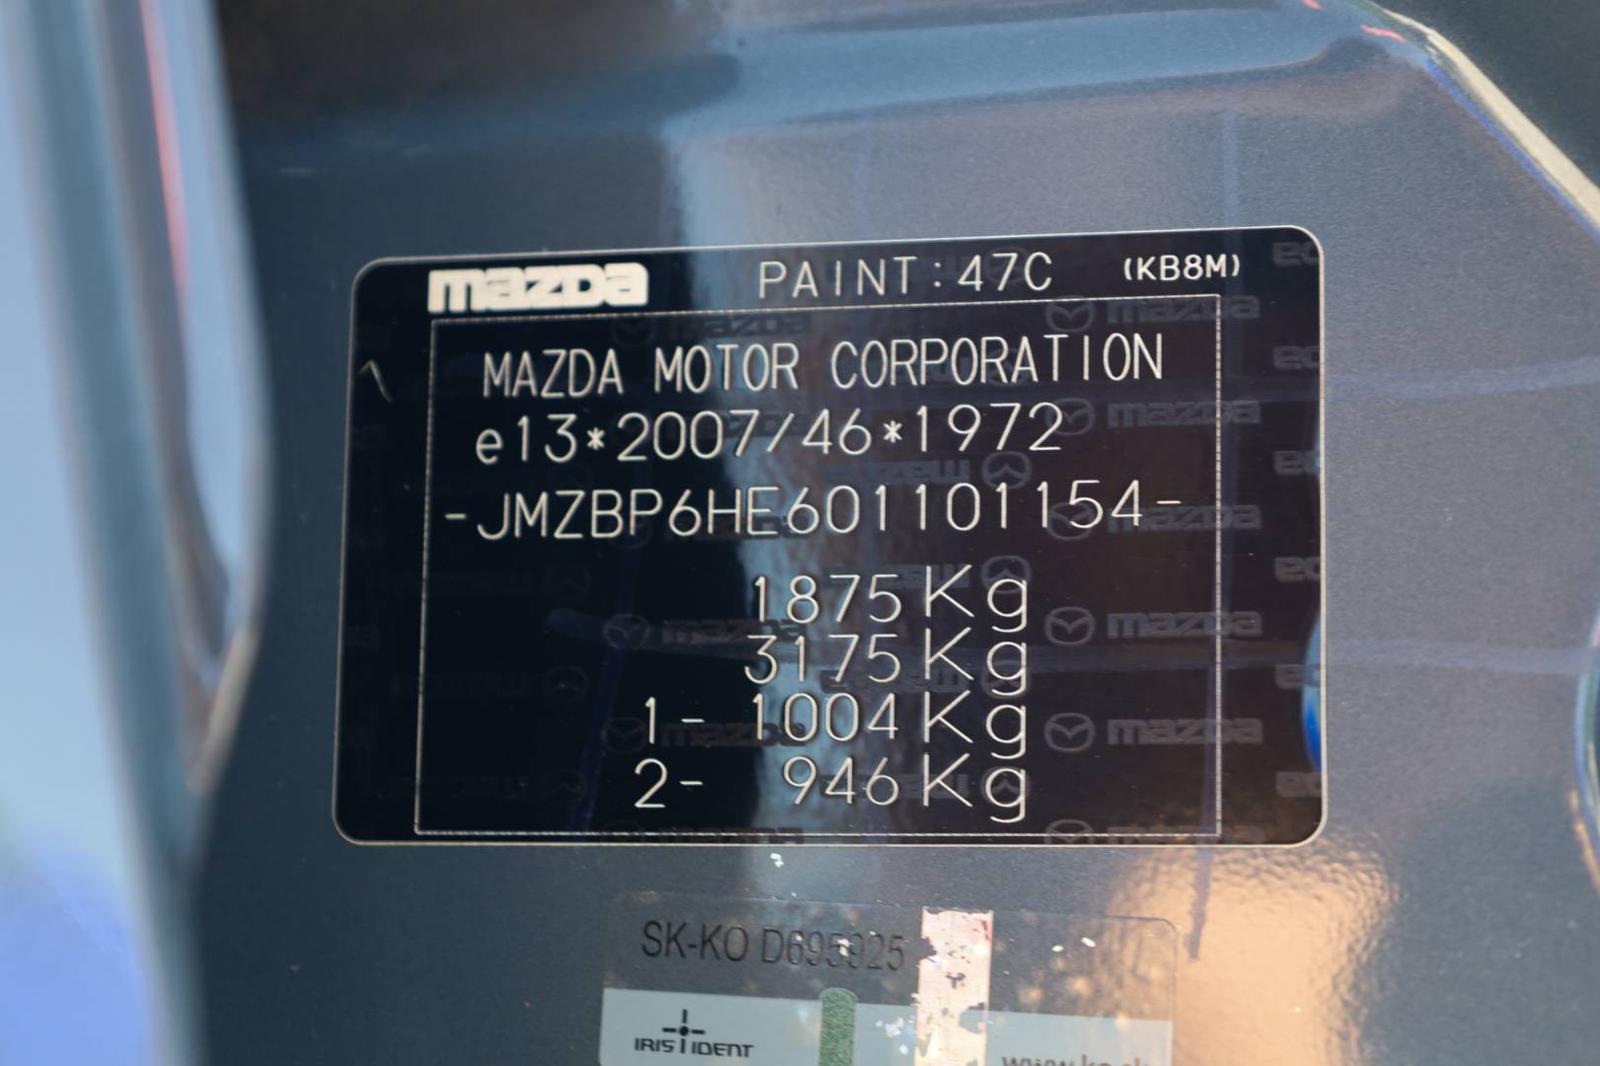 mazda PAINT:47C (KB8M)
MAZDA MOTOR CORPORATION
e13*2007/46*1972
-JMZBP6HE601101154-
1875Kg
3175Kg
1- 1004Kg
2- 946Kg
SK-KO D695925
IRIS IDENT